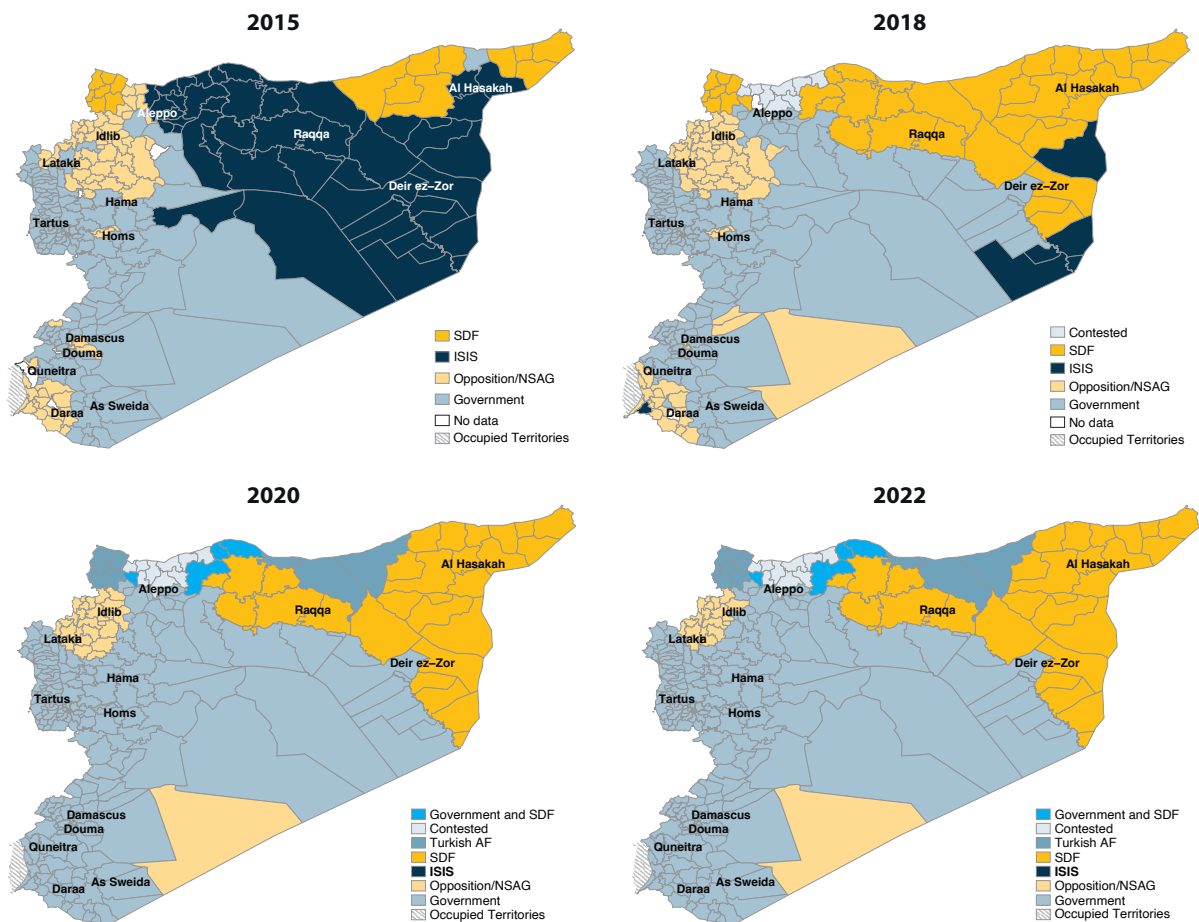 2015
Al Hasakah
Aleppo
Idlib
Raqqa
Lataka
Deir ez–Zor
Hama
Tartus
Homs
Damascus
Douma
Quneitra
As Sweida
Daraa
SDF
ISIS
Opposition/NSAG
Government
No data
Occupied Territories
2018
Al Hasakah
Aleppo
Idlib
Raqqa
Lataka
Deir ez–Zor
Hama
Tartus
Homs
Damascus
Douma
Quneitra
As Sweida
Daraa
Contested
SDF
ISIS
Opposition/NSAG
Government
No data
Occupied Territories
2020
Al Hasakah
Aleppo
Idlib
Raqqa
Lataka
Deir ez–Zor
Hama
Tartus
Homs
Damascus
Douma
Quneitra
As Sweida
Daraa
Government and SDF
Contested
Turkish AF
SDF
ISIS
Opposition/NSAG
Government
Occupied Territories
2022
Al Hasakah
Aleppo
Idlib
Raqqa
Lataka
Deir ez–Zor
Hama
Tartus
Homs
Damascus
Douma
Quneitra
As Sweida
Daraa
Government and SDF
Contested
Turkish AF
SDF
ISIS
Opposition/NSAG
Government
Occupied Territories